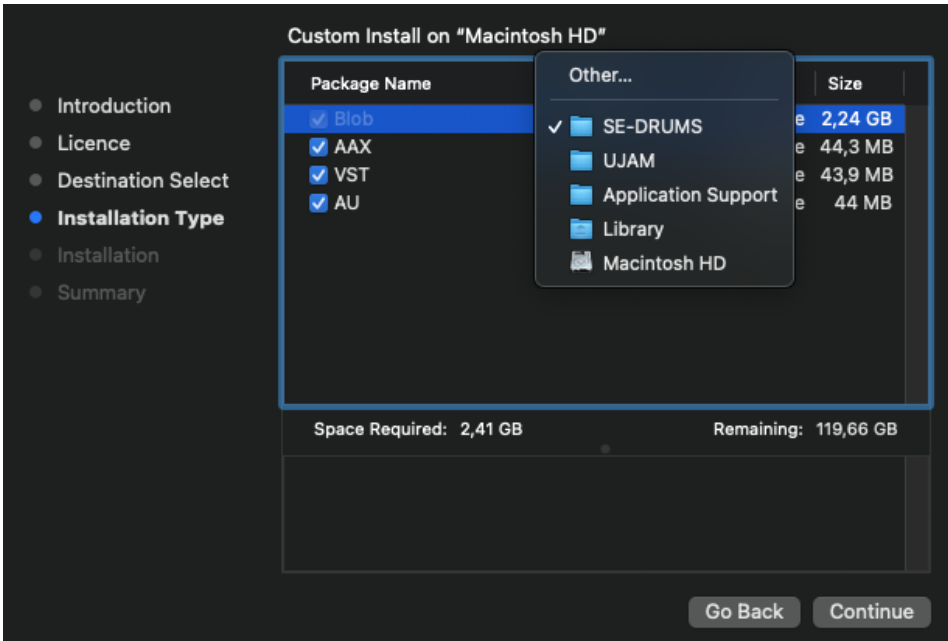 Custom Install on “Macintosh HD”
Introduction
Licence
Destination Select
Installation Type
Installation
Summary
Package Name Size
Blob e 2,24 GB
AAX e 44,3 MB
VST e 43,9 MB
AU e 44 MB
Other...
✓ SE-DRUMS
UJAM
Application Support
Library
Macintosh HD
Space Required: 2,41 GB Remaining: 119,66 GB
Go Back Continue